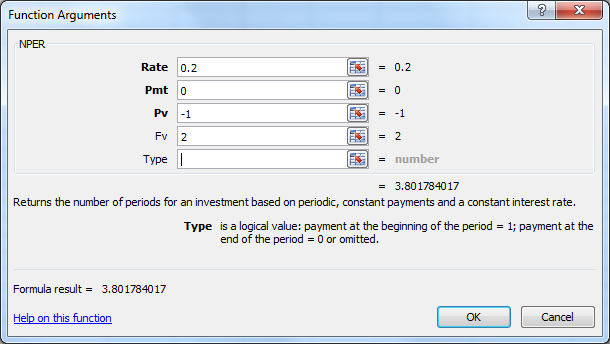 Function Arguments
NPER
Rate 0.2 = 0.2
Pmt 0 = 0
Pv -1 = -1
Fv 2 = 2
Type = number
= 3.801784017
Returns the number of periods for an investment based on periodic, constant payments and a constant interest rate.
Type is a logical value: payment at the beginning of the period = 1; payment at the
end of the period = 0 or omitted.
Formula result = 3.801784017
Help on this function
OK
Cancel